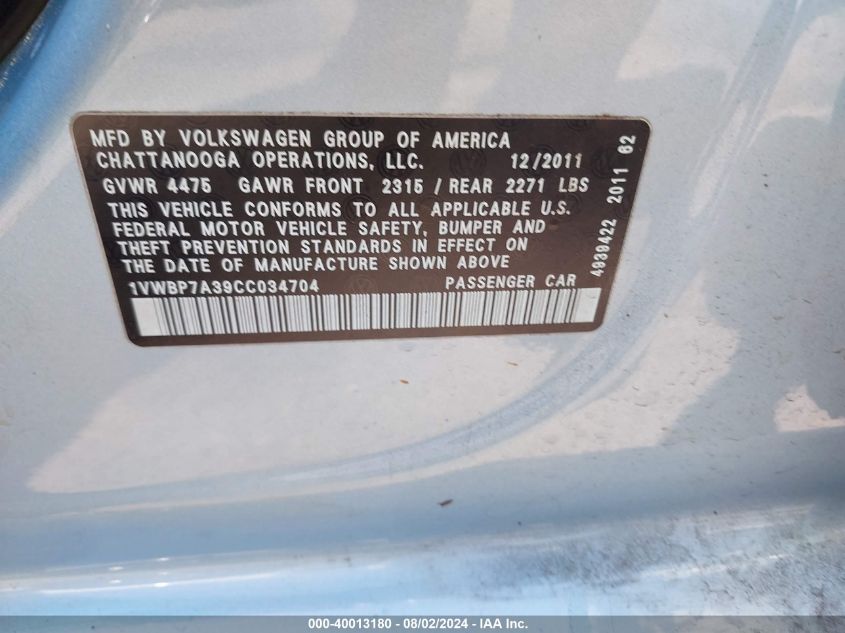 MFD BY VOLKSWAGEN GROUP OF AMERICA
CHATTANOOGA OPERATIONS, LLC. 12/2011
GVWR 4475 GAWR FRONT 2315 / REAR 2271 LBS
THIS VEHICLE CONFORMS TO ALL APPLICABLE U.S.
FEDERAL MOTOR VEHICLE SAFETY, BUMPER AND
THEFT PREVENTION STANDARDS IN EFFECT ON
THE DATE OF MANUFACTURE SHOWN ABOVE
1VWBP7A39CC034704 PASSENGER CAR
4939422 2011 62
000-40013180 - 08/02/2024 - IAA Inc.